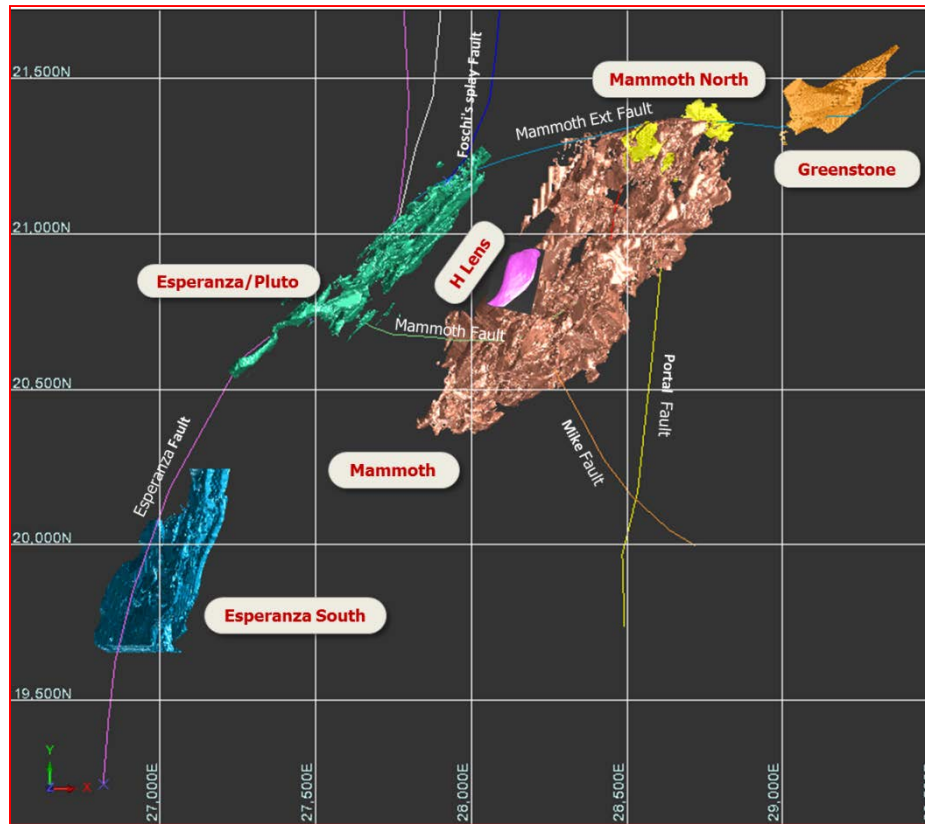 21,500N
Foschi's splay Fault
Mammoth North
Mammoth Ext Fault
Greenstone
21,000N
H Lens
Esperanza/Pluto
Mammoth Fault
20,500N
Portal Fault
Mike Fault
Mammoth
Esperanza Fault
20,000N
Esperanza South
19,500N
Y
Z
X
27,000E
27,500E
28,000E
28,500E
29,000E